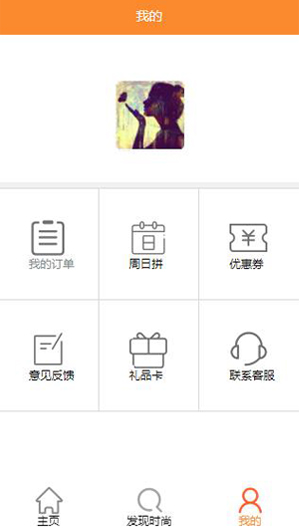 我的
我的订单 周日拼 优惠券
日 ¥
意见反馈 礼品卡 联系客服
主页 发现时尚 我的